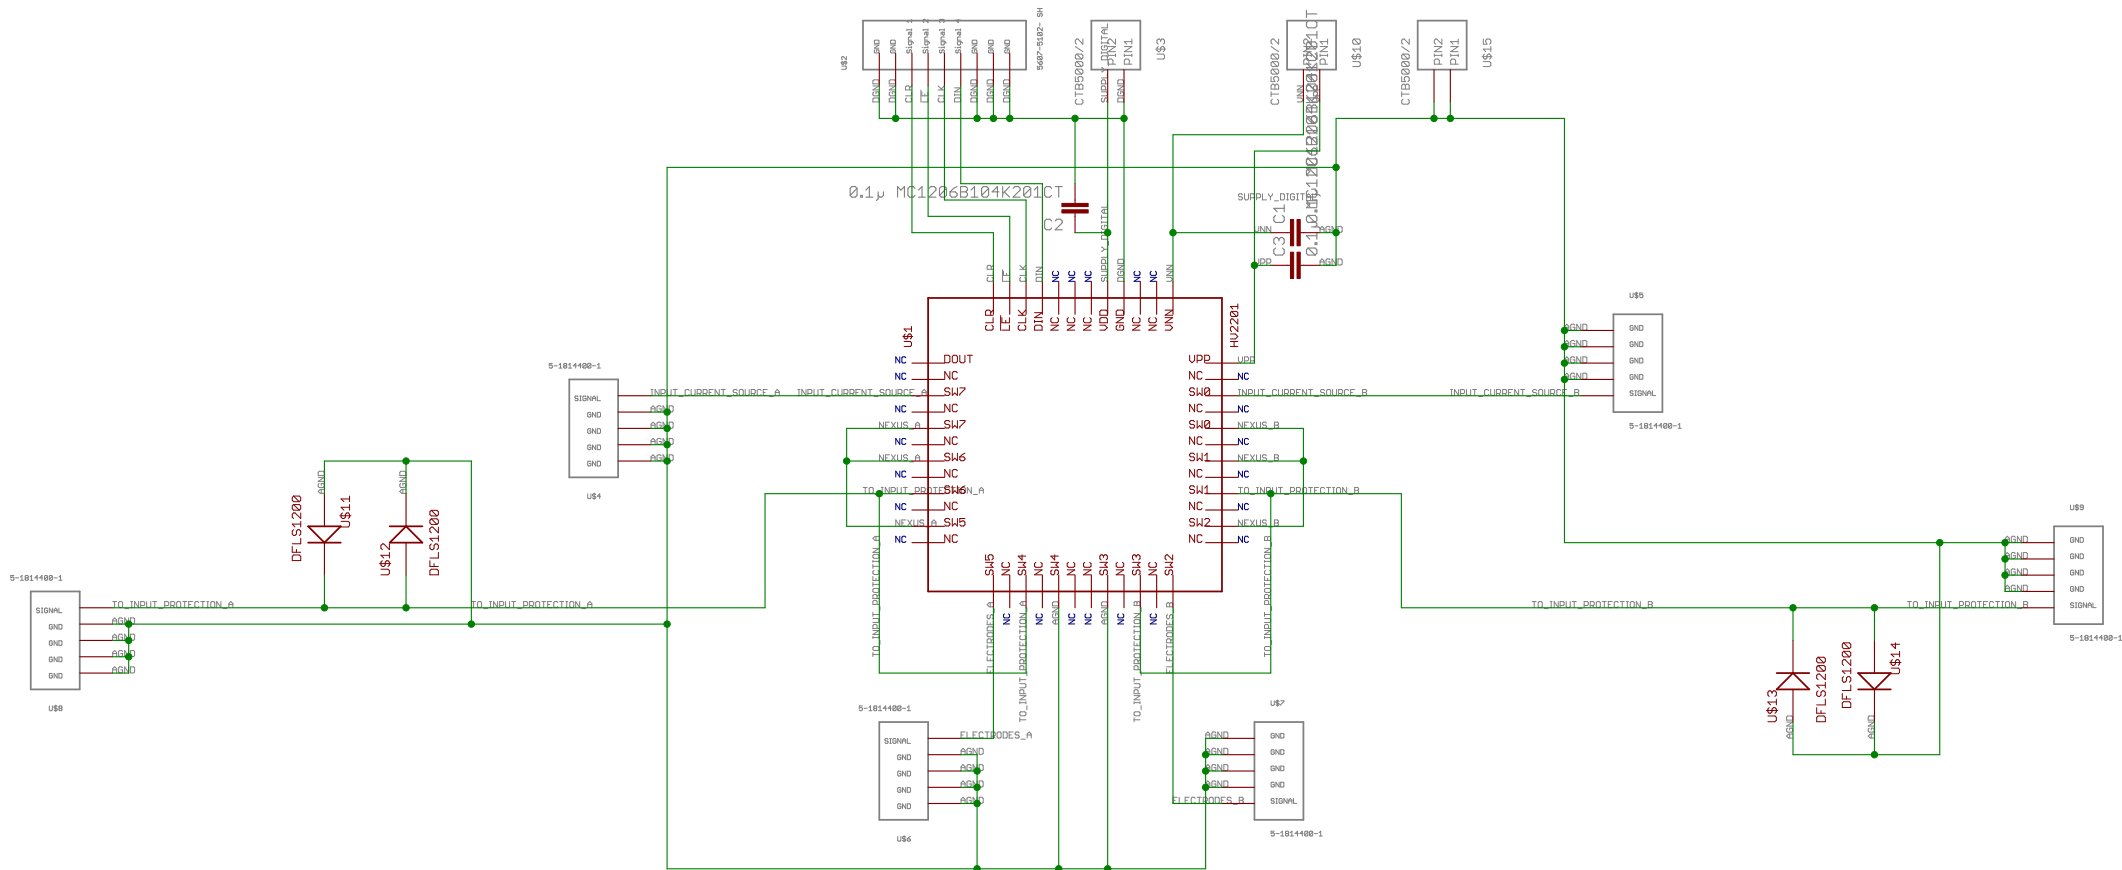 U$2
GND
GND
Signal 1
Signal 2
Signal 3
Signal 4
GND
GND
GND
5607-5102- SH
DGND
DGND
CLR
LE
CLK
DIN
DGND
DGND
DGND
CTB5000/2
SUPPLY_DIGITAL
PIN2
PIN1
DGND
U$3
CTB5000/2
VNN
PIN2
PIN1
U$10
CTB5000/2
PIN2
PIN1
U$15
0.1µ MC1206B104K201CT
C2
SUPPLY_DIGITAL
C1
0.1µ MC1206B104K201CT
VNN
AGND
C3
0.1µ MC1206B104K201CT
VPP
AGND
CLR
LE
CLK
DIN
NC
NC
NC
SUPPLY_DIGITAL
DGND
NC
NC
VNN
U$1
HV2201
CLR
LE
CLK
DIN
NC
NC
NC
VDD
GND
NC
NC
VNN
NC DOUT
NC NC
INPUT_CURRENT_SOURCE_A SW7
NC NC
NEXUS_A SW7
NC NC
NEXUS_A SW6
NC NC
TO_INPUT_PROTECTION_A SW6
NC NC
NEXUS_A SW5
NC NC
VPP VPP
NC NC
SW0 INPUT_CURRENT_SOURCE_B
NC NC
SW0 NEXUS_B
NC NC
SW1 NEXUS_B
NC NC
SW1 TO_INPUT_PROTECTION_B
NC NC
SW2 NEXUS_B
NC NC
SW5
NC
SW4
NC
SW4
NC
NC
SW3
NC
SW3
NC
SW2
ELECTRODES_A
NC
TO_INPUT_PROTECTION_A
NC
AGND
NC
NC
AGND
NC
TO_INPUT_PROTECTION_B
NC
ELECTRODES_B
TO_INPUT_PROTECTION_A
TO_INPUT_PROTECTION_B
5-1814400-1
SIGNAL INPUT_CURRENT_SOURCE_A
GND AGND
GND AGND
GND AGND
GND AGND
U$4
U$5
INPUT_CURRENT_SOURCE_B
AGND GND
AGND GND
AGND GND
AGND GND
SIGNAL
5-1814400-1
AGND
DFLS1200
U$11
AGND
U$12
DFLS1200
5-1814400-1
SIGNAL TO_INPUT_PROTECTION_A
TO_INPUT_PROTECTION_A
GND AGND
GND AGND
GND AGND
GND AGND
U$8
5-1814400-1
SIGNAL ELECTRODES_A
GND AGND
GND AGND
GND AGND
GND AGND
U$6
U$7
AGND GND
AGND GND
AGND GND
AGND GND
ELECTRODES_B SIGNAL
5-1814400-1
U$9
AGND GND
AGND GND
AGND GND
AGND GND
TO_INPUT_PROTECTION_B
TO_INPUT_PROTECTION_B SIGNAL
5-1814400-1
U$13
DFLS1200
AGND
DFLS1200
U$14
AGND